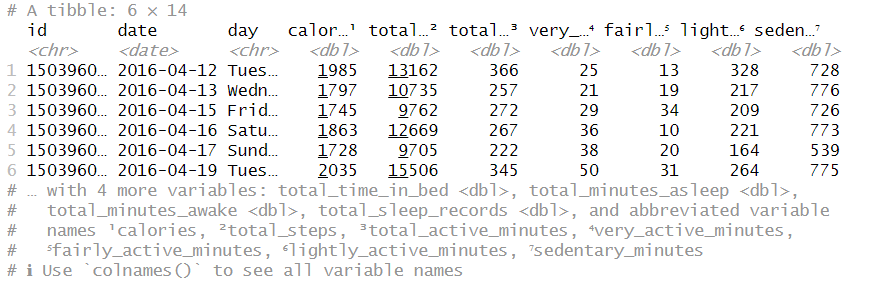 # A tibble: 6 × 14
  id       date       day   calor…¹ total…² total…³ very_…⁴ fairl…⁵ light…⁶ seden…⁷
  <chr>    <date>     <chr>   <dbl>   <dbl>   <dbl>   <dbl>   <dbl>   <dbl>   <dbl>
1 1503960… 2016-04-12 Tues…    1985   13162     366      25      13     328     728
2 1503960… 2016-04-13 Wedn…    1797   10735     257      21      19     217     776
3 1503960… 2016-04-15 Frid…    1745    9762     272      29      34     209     726
4 1503960… 2016-04-16 Satu…    1863   12669     267      36      10     221     773
5 1503960… 2016-04-17 Sund…    1728    9705     222      38      20     164     539
6 1503960… 2016-04-19 Tues…    2035   15506     345      50      31     264     775
# … with 4 more variables: total_time_in_bed <dbl>, total_minutes_asleep <dbl>,
#   total_minutes_awake <dbl>, total_sleep_records <dbl>, and abbreviated variable
#   names ¹calories, ²total_steps, ³total_active_minutes, ⁴very_active_minutes,
#   ⁵fairly_active_minutes, ⁶lightly_active_minutes, ⁷sedentary_minutes
# ℹ Use `colnames()` to see all variable names